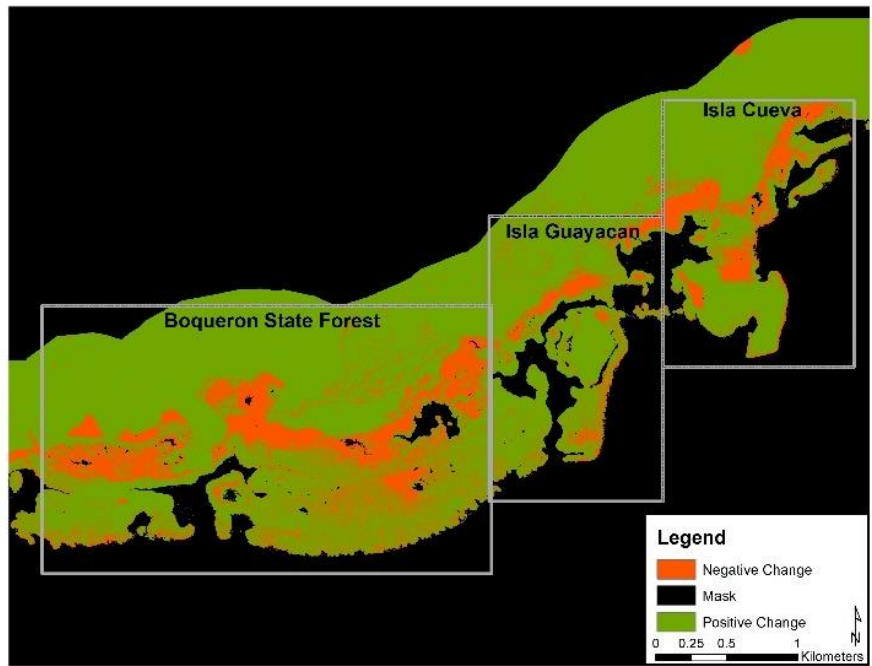 Isla Cueva
Isla Guayacan
Boqueron State Forest
Legend
Negative Change
Mask
Positive Change
N
0 0.25 0.5 1
Kilometers